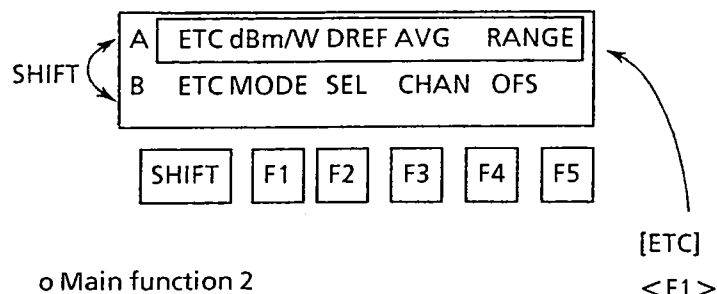 A ETC dBm/W DREF AVG RANGE
SHIFT
B ETC MODE SEL CHAN OFS
SHIFT F1 F2 F3 F4 F5
[ETC]
o Main function 2
<F1>